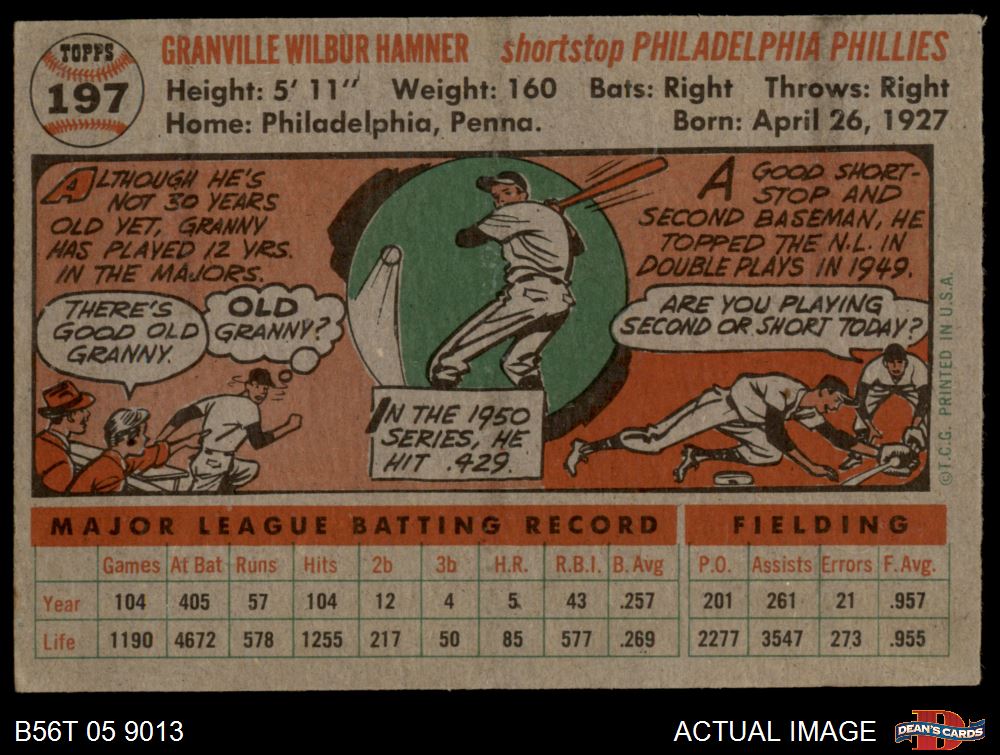 TOPPS
197
GRANVILLE WILBUR HAMNER shortstop PHILADELPHIA PHILLIES
Height: 5' 11" Weight: 160 Bats: Right Throws: Right
Home: Philadelphia, Penna. Born: April 26, 1927
ALTHOUGH HE'S
NOT 30 YEARS
OLD YET, GRANNY
HAS PLAYED 12 YRS.
IN THE MAJORS.
THERE'S
GOOD OLD
GRANNY.
OLD
GRANNY?
IN THE 1950
SERIES, HE
HIT .429.
A GOOD SHORT-
STOP AND
SECOND BASEMAN, HE
TOPPED THE N.L. IN
DOUBLE PLAYS IN 1949.
ARE YOU PLAYING
SECOND OR SHORT TODAY?
©T.C.G. PRINTED IN U.S.A.
MAJOR LEAGUE BATTING RECORD FIELDING
Games At Bat Runs Hits 2b 3b H.R. R.B.I. B. Avg P.O. Assists Errors F. Avg.
Year 104 405 57 104 12 4 5 43 .257 201 261 21 .957
Life 1190 4672 578 1255 217 50 85 577 .269 2277 3547 273 .955
B56T 05 9013 ACTUAL IMAGE
D
DEAN'S CARDS